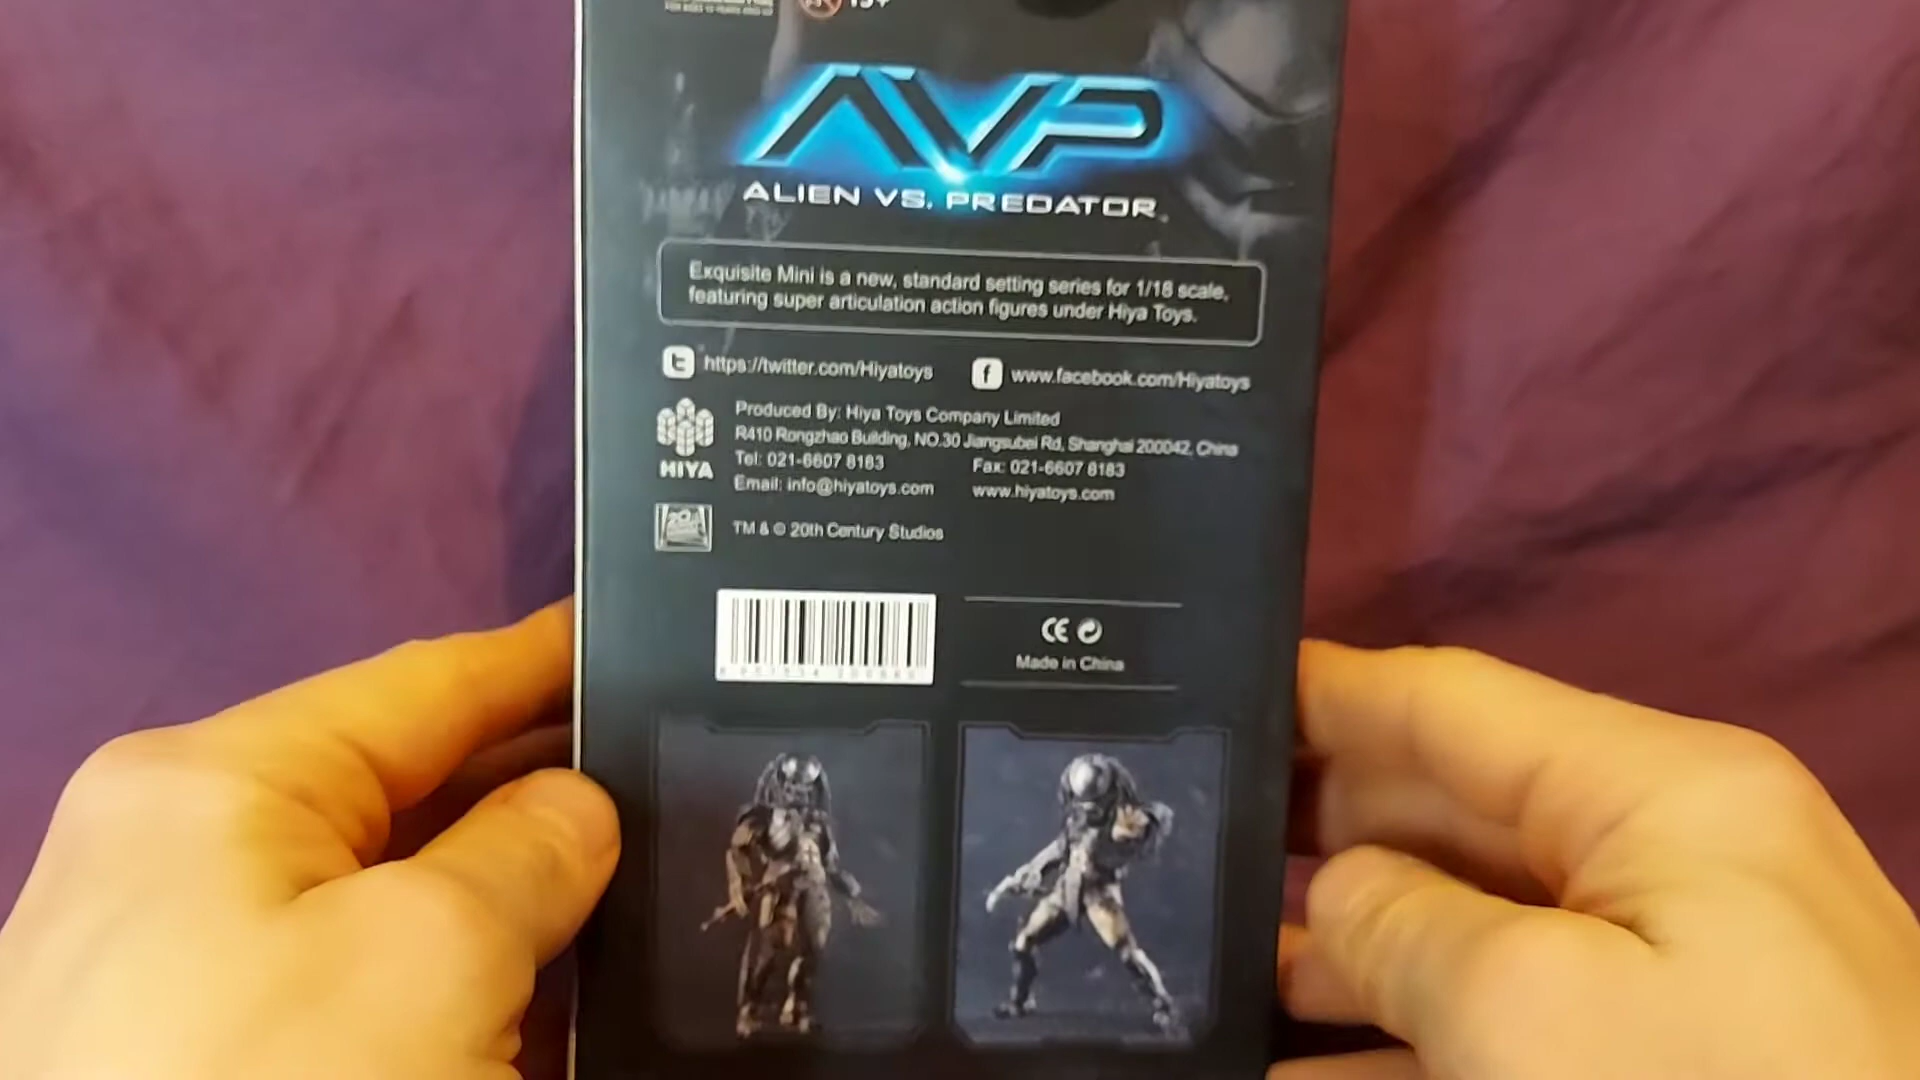 15+
AVP
ALIEN VS. PREDATOR
Exquisite Mini is a new, standard setting series for 1/18 scale,
featuring super articulation action figures under Hiya Toys.
https://twitter.com/Hiyatoys
www.facebook.com/Hiyatoys
Produced By: Hiya Toys Company Limited
R410 Rongzhao Building, NO.30 Jiangsubei Rd, Shanghai 200042, China
HIYA
Tel: 021-6607 8183
Fax: 021-6607 8183
Email: info@hiyatoys.com
www.hiyatoys.com
TM & © 20th Century Studios
CE
Made in China